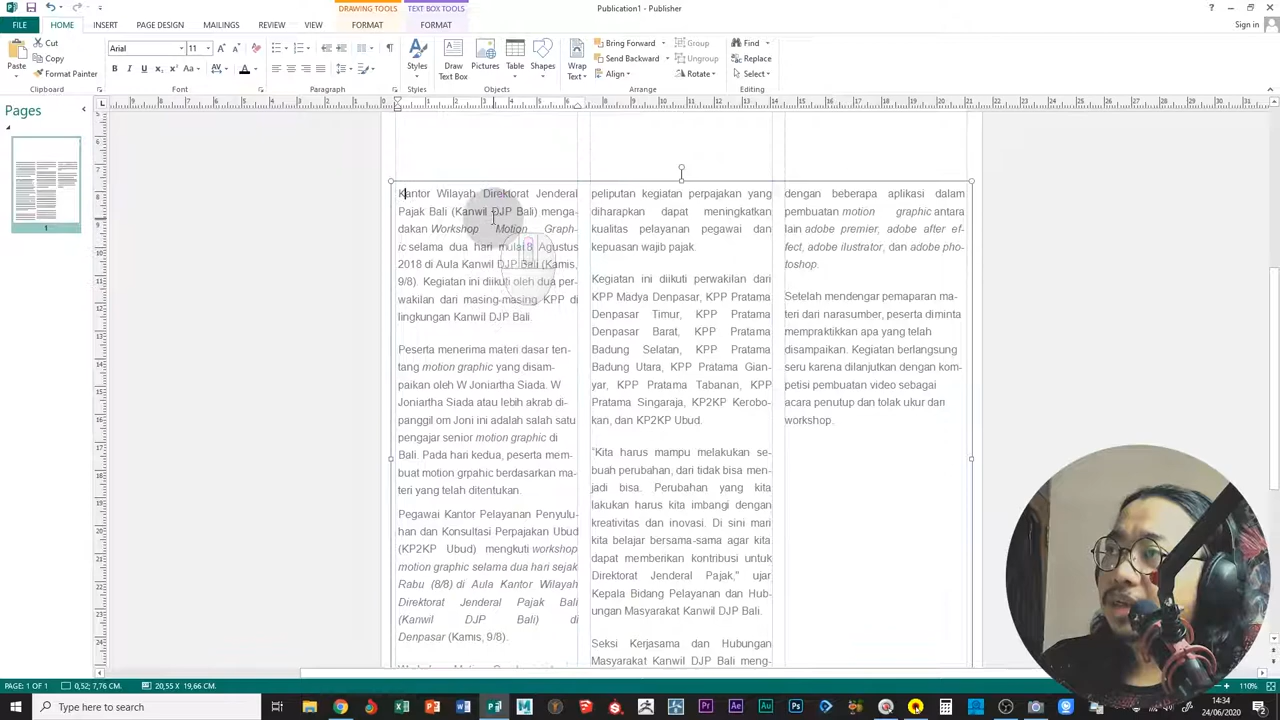 Publication1 - Publisher
DRAWING TOOLS
TEXT BOX TOOLS
Sign in
FILE
HOME
INSERT
PAGE DESIGN
MAILINGS
REVIEW
VIEW
FORMAT
FORMAT
Paste
Cut
Copy
Format Painter
Clipboard
Arial
11
Font
Paragraph
Styles
Styles
Draw Text Box
Pictures
Table
Shapes
Objects
Wrap Text
Bring Forward
Send Backward
Align
Group
Ungroup
Rotate
Arrange
Find
Replace
Select
Editing
Pages
1
Kantor Wilayah Direktorat Jenderal
Pajak Bali (Kanwil DJP Bali) menga-
dakan Workshop Motion Graph-
ic selama dua hari mulai 8 Agustus
2018 di Aula Kanwil DJP Bali (Kamis,
9/8). Kegiatan ini diikuti oleh dua per-
wakilan dari masing-masing KPP di
lingkungan Kanwil DJP Bali.
Peserta menerima materi dasar ten-
tang motion graphic yang disam-
paikan oleh W Joniartha Siada. W
Joniartha Siada atau lebih akrab di-
panggil om Joni ini adalah salah satu
pengajar senior motion graphic di
Bali. Pada hari kedua, peserta mem-
buat motion grpahic berdasarkan ma-
teri yang telah ditentukan.
Pegawai Kantor Pelayanan Penyulu-
han dan Konsultasi Perpajakan Ubud
(KP2KP Ubud) mengkuti workshop
motion graphic selama dua hari sejak
Rabu (8/8) di Aula Kantor Wilayah
Direktorat Jenderal Pajak Bali
(Kanwil DJP Bali) di
Denpasar (Kamis, 9/8).
peliputan kegiatan perpajakan yang
diharapkan dapat meningkatkan
kualitas pelayanan pegawai dan
kepuasan wajib pajak.
Kegiatan ini diikuti perwakilan dari
KPP Madya Denpasar, KPP Pratama
Denpasar Timur, KPP Pratama
Denpasar Barat, KPP Pratama
Badung Selatan, KPP Pratama
Badung Utara, KPP Pratama Gian-
yar, KPP Pratama Tabanan, KPP
Pratama Singaraja, KP2KP Kerobo-
kan, dan KP2KP Ubud.
“Kita harus mampu melakukan se-
buah perubahan, dari tidak bisa men-
jadi bisa. Perubahan yang kita
lakukan harus kita imbangi dengan
kreativitas dan inovasi. Di sini mari
kita belajar bersama-sama agar kita
dapat memberikan kontribusi untuk
Direktorat Jenderal Pajak,” ujar
Kepala Bidang Pelayanan dan Hub-
ungan Masyarakat Kanwil DJP Bali.
Seksi Kerjasama dan Hubungan
Masyarakat Kanwil DJP Bali meng-
dengan beberapa aplikasi dalam
pembuatan motion graphic antara
lain adobe premier, adobe after ef-
fect, adobe ilustrator, dan adobe pho-
toshop.
Setelah mendengar pemaparan ma-
teri dari narasumber, peserta diminta
mempraktikkan apa yang telah
disampaikan. Kegiatan berlangsung
seru karena dilanjutkan dengan kom-
petisi pembuatan video sebagai
acara penutup dan tolak ukur dari
workshop.
PAGE: 1 OF 1
0,52; 7,76 CM.
20,55 x 19,66 CM.
110%
Type here to search
14:34
24/06/2020